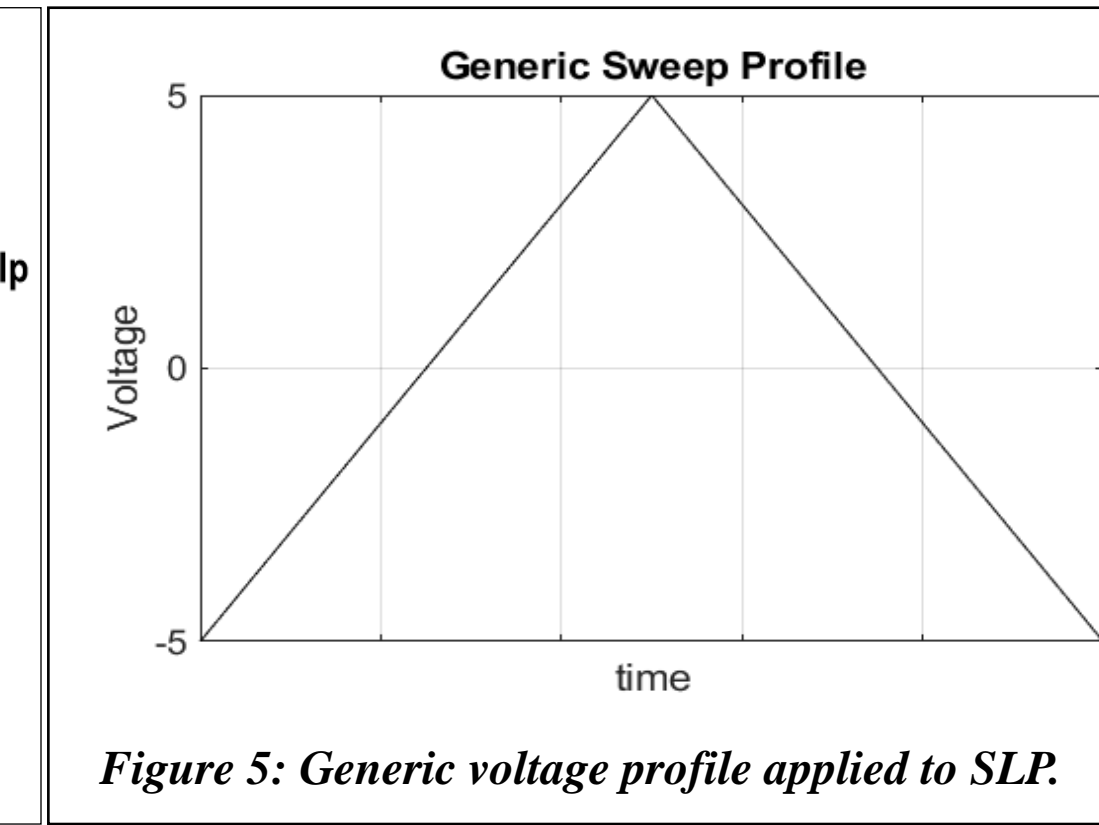 Generic Sweep Profile
5
0
-5
Voltage
time
lp
Figure 5: Generic voltage profile applied to SLP.